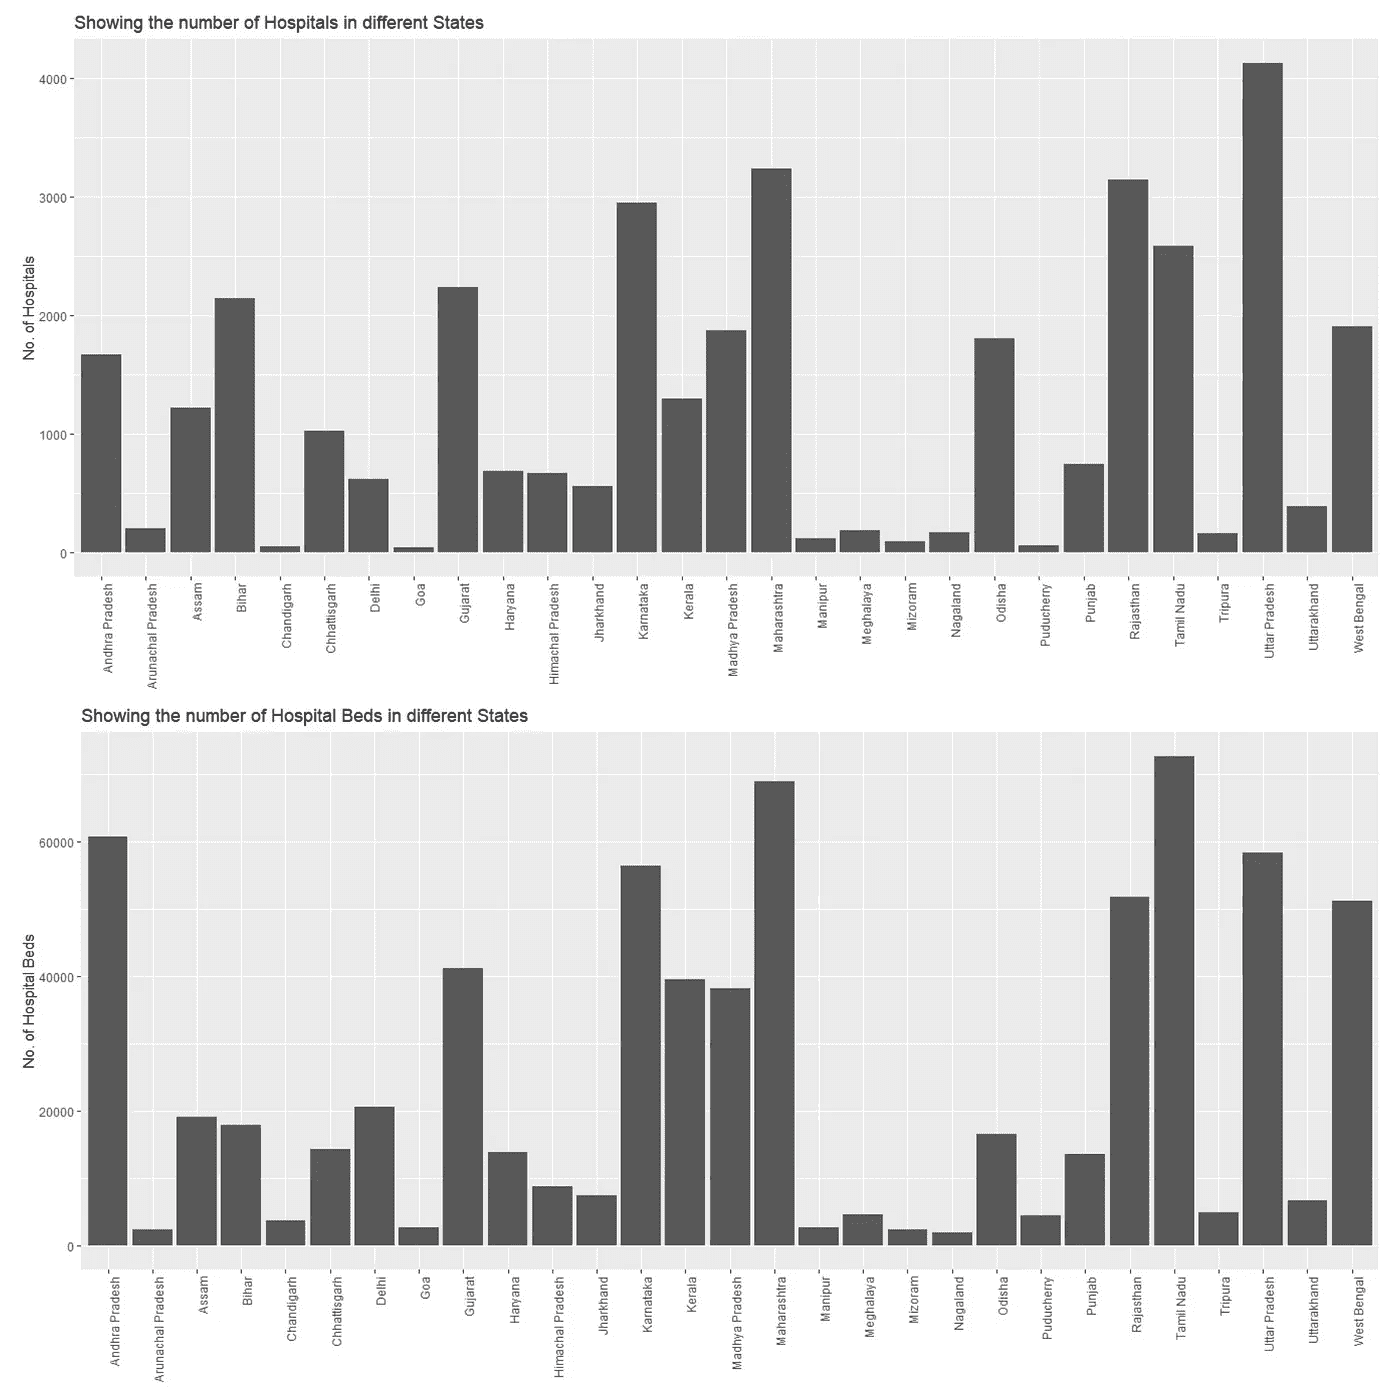 Showing the number of Hospitals in different States
No. of Hospitals
4000
3000
2000
1000
0
Andhra Pradesh
Arunachal Pradesh
Assam
Bihar
Chandigarh
Chhattisgarh
Delhi
Goa
Gujarat
Haryana
Himachal Pradesh
Jharkhand
Karnataka
Kerala
Madhya Pradesh
Maharashtra
Manipur
Meghalaya
Mizoram
Nagaland
Odisha
Puducherry
Punjab
Rajasthan
Tamil Nadu
Tripura
Uttar Pradesh
Uttarakhand
West Bengal
Showing the number of Hospital Beds in different States
No. of Hospital Beds
60000
40000
20000
0
Andhra Pradesh
Arunachal Pradesh
Assam
Bihar
Chandigarh
Chhattisgarh
Delhi
Goa
Gujarat
Haryana
Himachal Pradesh
Jharkhand
Karnataka
Kerala
Madhya Pradesh
Maharashtra
Manipur
Meghalaya
Mizoram
Nagaland
Odisha
Puducherry
Punjab
Rajasthan
Tamil Nadu
Tripura
Uttar Pradesh
Uttarakhand
West Bengal